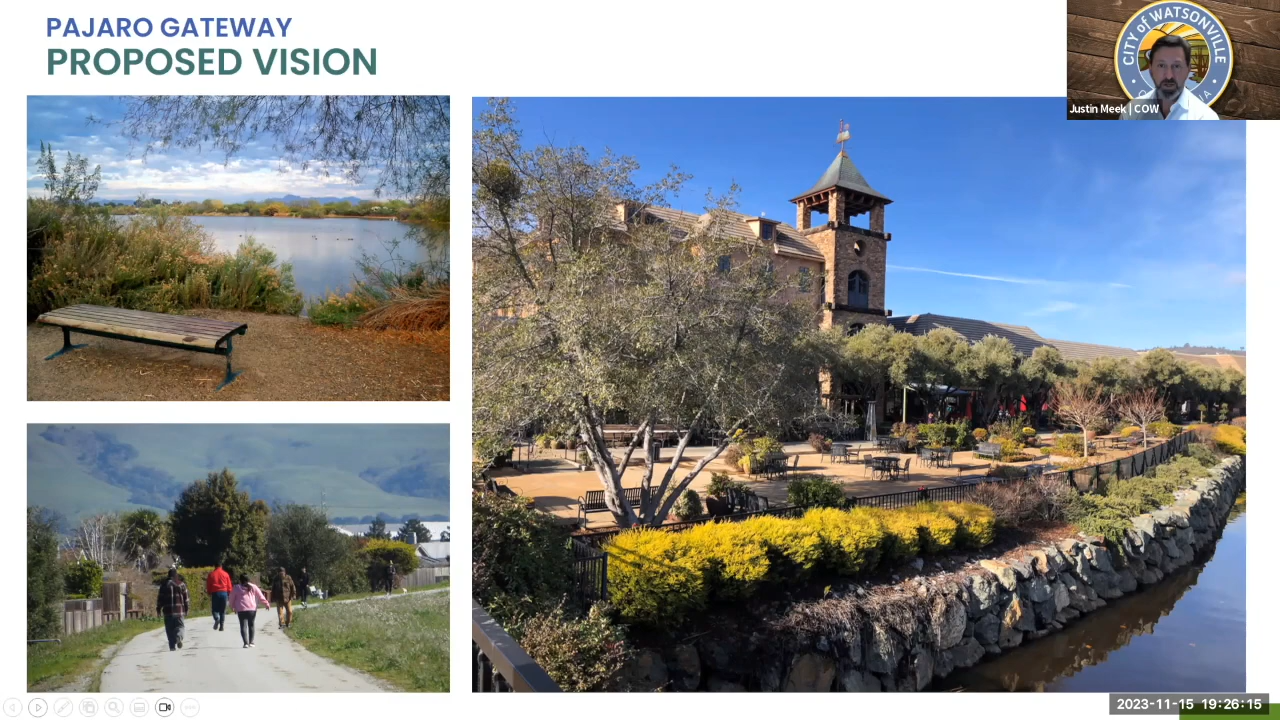 PAJARO GATEWAY
PROPOSED VISION
CITY of WATSONVILLE
Justin Meek | COW
2023-11-15 19:26:15